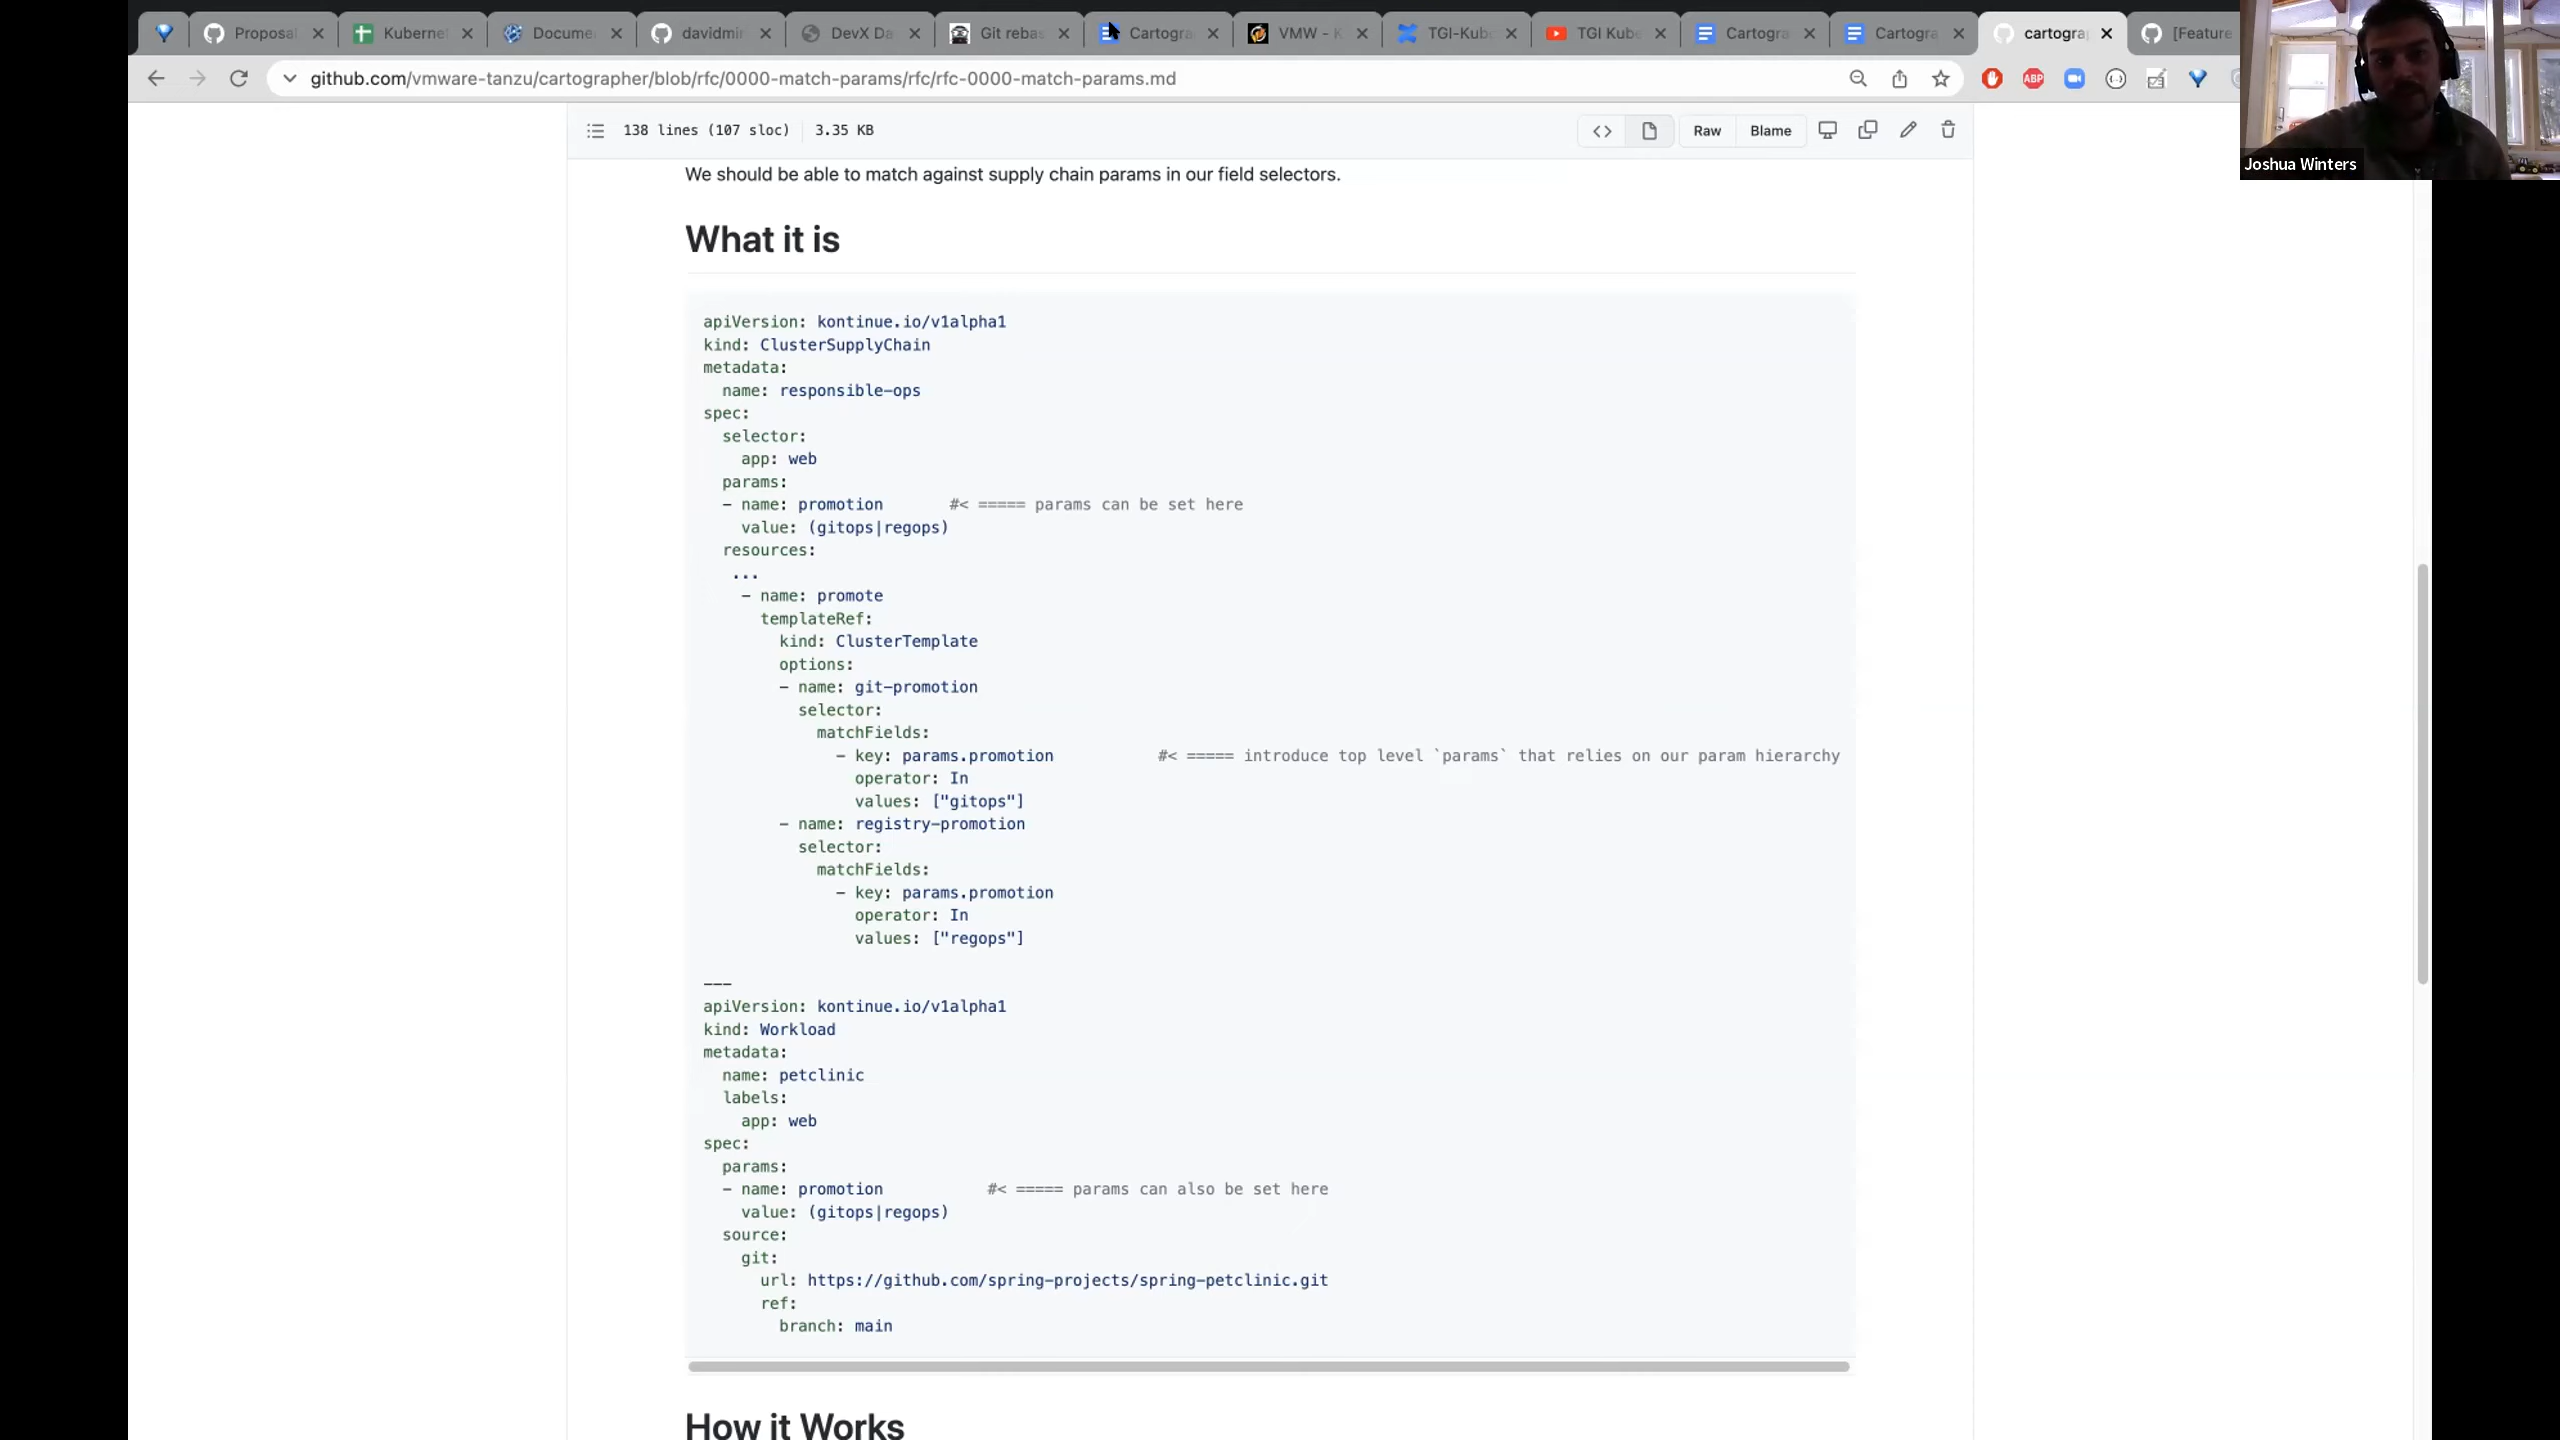 Proposal
Kuberne
Docume
davidmi
DevX Da
Git rebas
Cartogra
VMW - K
TGI-Kube
TGI Kube
Cartogra
Cartogra
cartogra
[Feature
github.com/vmware-tanzu/cartographer/blob/rfc/0000-match-params/rfc/rfc-0000-match-params.md
ABP
Joshua Winters
138 lines (107 sloc) 3.35 KB
Raw
Blame
We should be able to match against supply chain params in our field selectors.
What it is
apiVersion: kontinue.io/v1alpha1
kind: ClusterSupplyChain
metadata:
  name: responsible-ops
spec:
  selector:
    app: web
  params:
  - name: promotion       #< ===== params can be set here
    value: (gitops|regops)
  resources:
   ...
    - name: promote
      templateRef:
        kind: ClusterTemplate
        options:
        - name: git-promotion
          selector:
            matchFields:
              - key: params.promotion           #< ===== introduce top level `params` that relies on our param hierarchy
                operator: In
                values: ["gitops"]
        - name: registry-promotion
          selector:
            matchFields:
              - key: params.promotion
                operator: In
                values: ["regops"]
---
apiVersion: kontinue.io/v1alpha1
kind: Workload
metadata:
  name: petclinic
  labels:
    app: web
spec:
  params:
  - name: promotion           #< ===== params can also be set here
    value: (gitops|regops)
  source:
    git:
      url: https://github.com/spring-projects/spring-petclinic.git
      ref:
        branch: main
How it Works